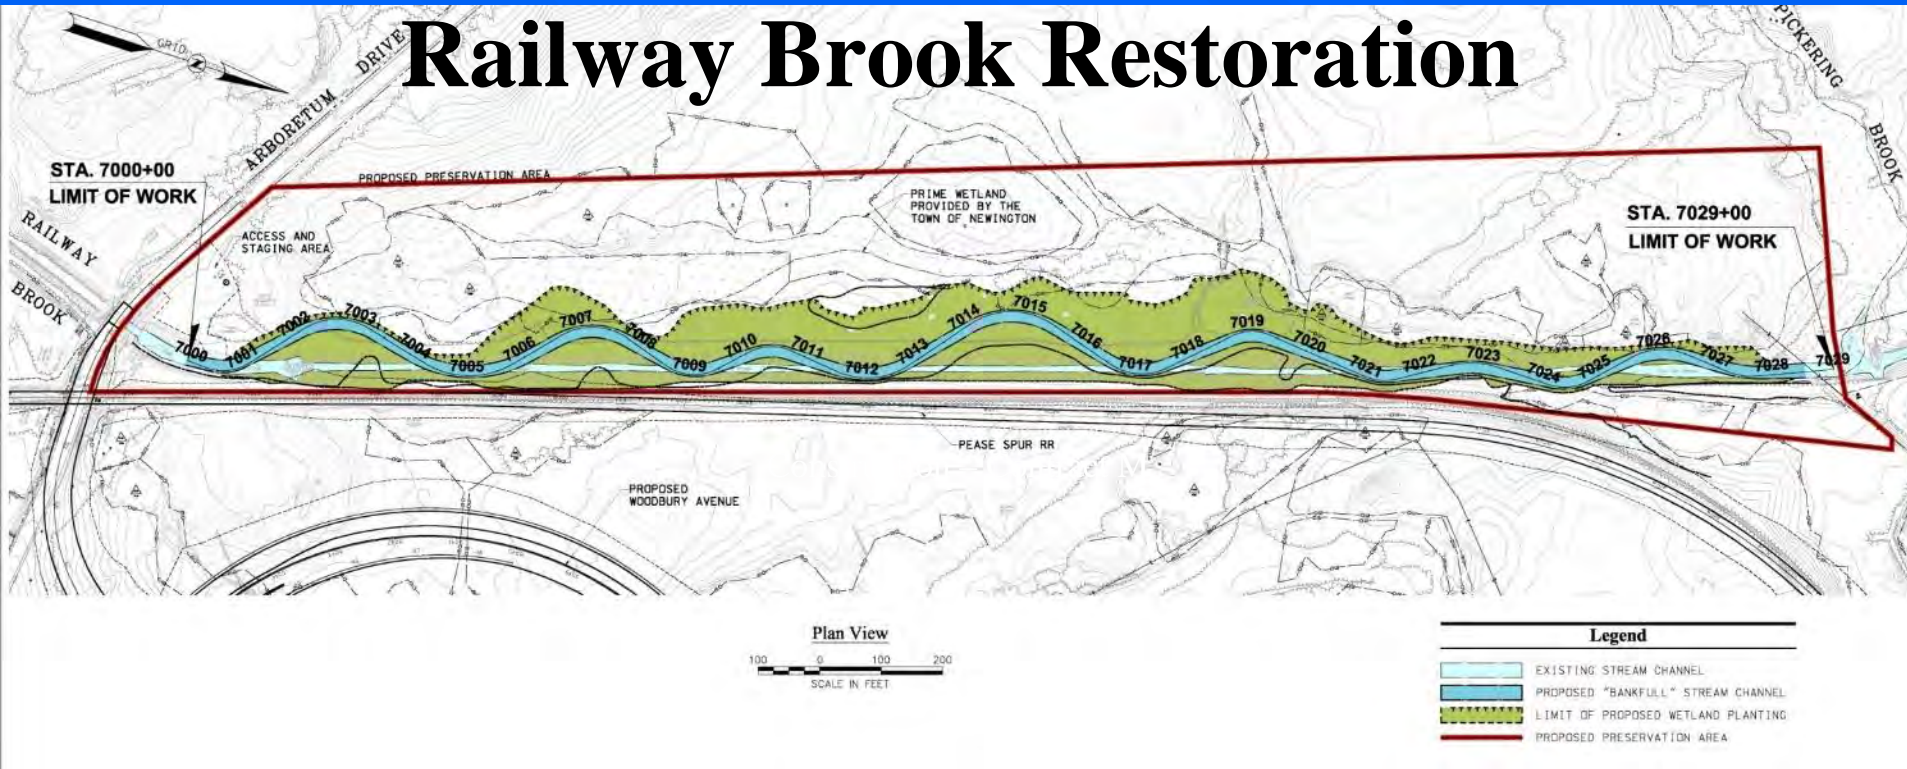 Railway Brook Restoration
GRID
N
ARBORETUM DRIVE
PICKERING
BROOK
STA. 7000+00
LIMIT OF WORK
RAILWAY
BROOK
PROPOSED PRESERVATION AREA
ACCESS AND
STAGING AREA
PRIME WETLAND
PROVIDED BY THE
TOWN OF NEWINGTON
STA. 7029+00
LIMIT OF WORK
7000
7001
7002
7003
7004
7005
7006
7007
7008
7009
7010
7011
7012
7013
7014
7015
7016
7017
7018
7019
7020
7021
7022
7023
7024
7025
7026
7027
7028
7029
PEASE SPUR RR
PROPOSED
WOODBURY AVENUE
Plan View
100 0 100 200
SCALE IN FEET
Legend
EXISTING STREAM CHANNEL
PROPOSED "BANKFULL" STREAM CHANNEL
LIMIT OF PROPOSED WETLAND PLANTING
PROPOSED PRESERVATION AREA